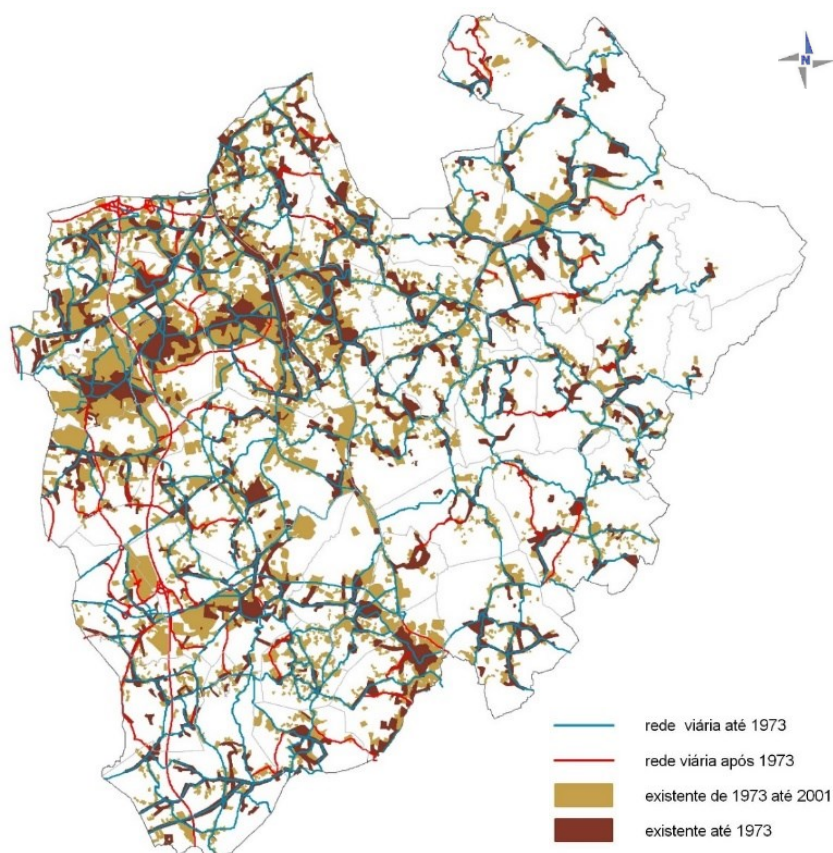 N
rede viária até 1973
rede viária após 1973
existente de 1973 até 2001
existente até 1973